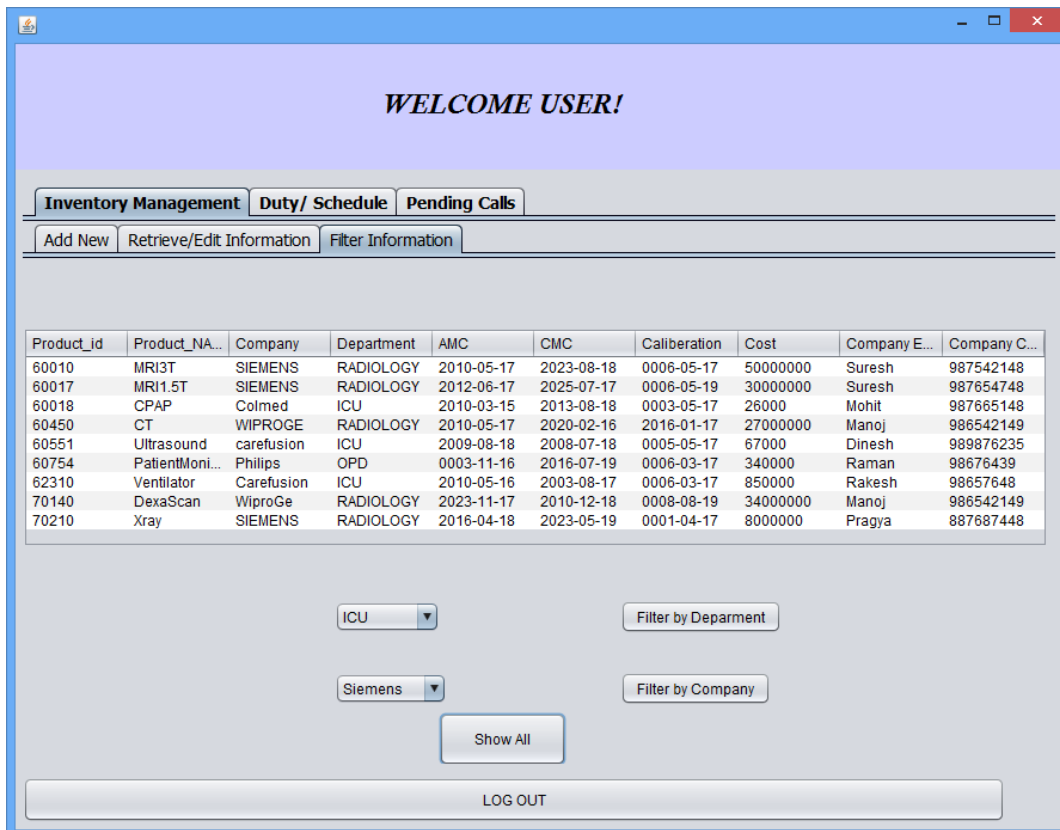 WELCOME USER!
Inventory Management Duty/ Schedule Pending Calls
Add New Retrieve/Edit Information Filter Information
Product_id Product_NA... Company Department AMC CMC Caliberation Cost Company E... Company C...
60010 MRI3T SIEMENS RADIOLOGY 2010-05-17 2023-08-18 0006-05-17 50000000 Suresh 987542148
60017 MRI1.5T SIEMENS RADIOLOGY 2012-06-17 2025-07-17 0006-05-19 30000000 Suresh 987654748
60018 CPAP Colmed ICU 2010-03-15 2013-08-18 0003-05-17 26000 Mohit 987665148
60450 CT WIPROGE RADIOLOGY 2010-05-17 2020-02-16 2016-01-17 27000000 Manoj 986542149
60551 Ultrasound carefusion ICU 2009-08-18 2008-07-18 0005-05-17 67000 Dinesh 989876235
60754 PatientMoni... Philips OPD 0003-11-16 2016-07-19 0006-03-17 340000 Raman 98676439
62310 Ventilator Carefusion ICU 2010-05-16 2003-08-17 0006-03-17 850000 Rakesh 98657648
70140 DexaScan WiproGe RADIOLOGY 2023-11-17 2010-12-18 0008-08-19 34000000 Manoj 986542149
70210 Xray SIEMENS RADIOLOGY 2016-04-18 2023-05-19 0001-04-17 8000000 Pragya 887687448
ICU Filter by Deparment
Siemens Filter by Company
Show All
LOG OUT